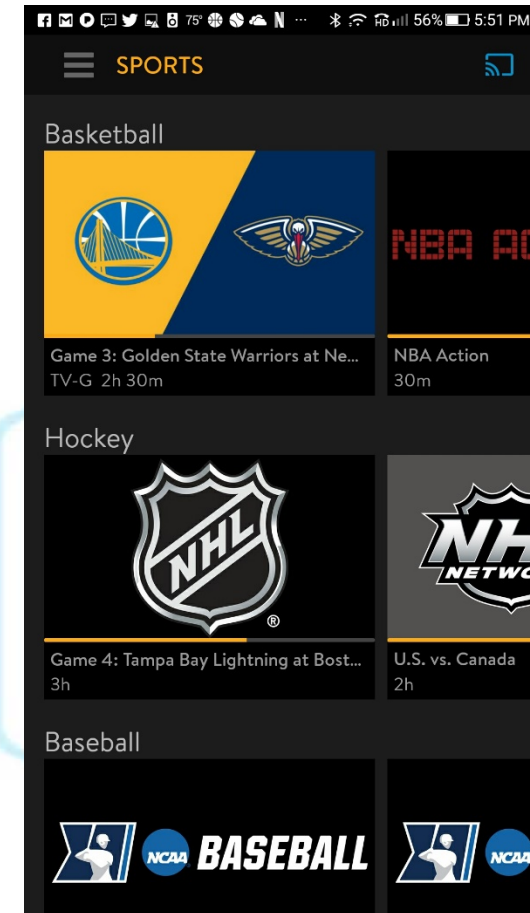 75° N ... HD 56% 5:51 PM
SPORTS
Basketball
NBA
Game 3: Golden State Warriors at Ne...
TV-G 2h 30m
NBA Action
30m
Hockey
NHL
®
NETWO
Game 4: Tampa Bay Lightning at Bost...
3h
U.S. vs. Canada
2h
Baseball
NCAA BASEBALL
NCAA